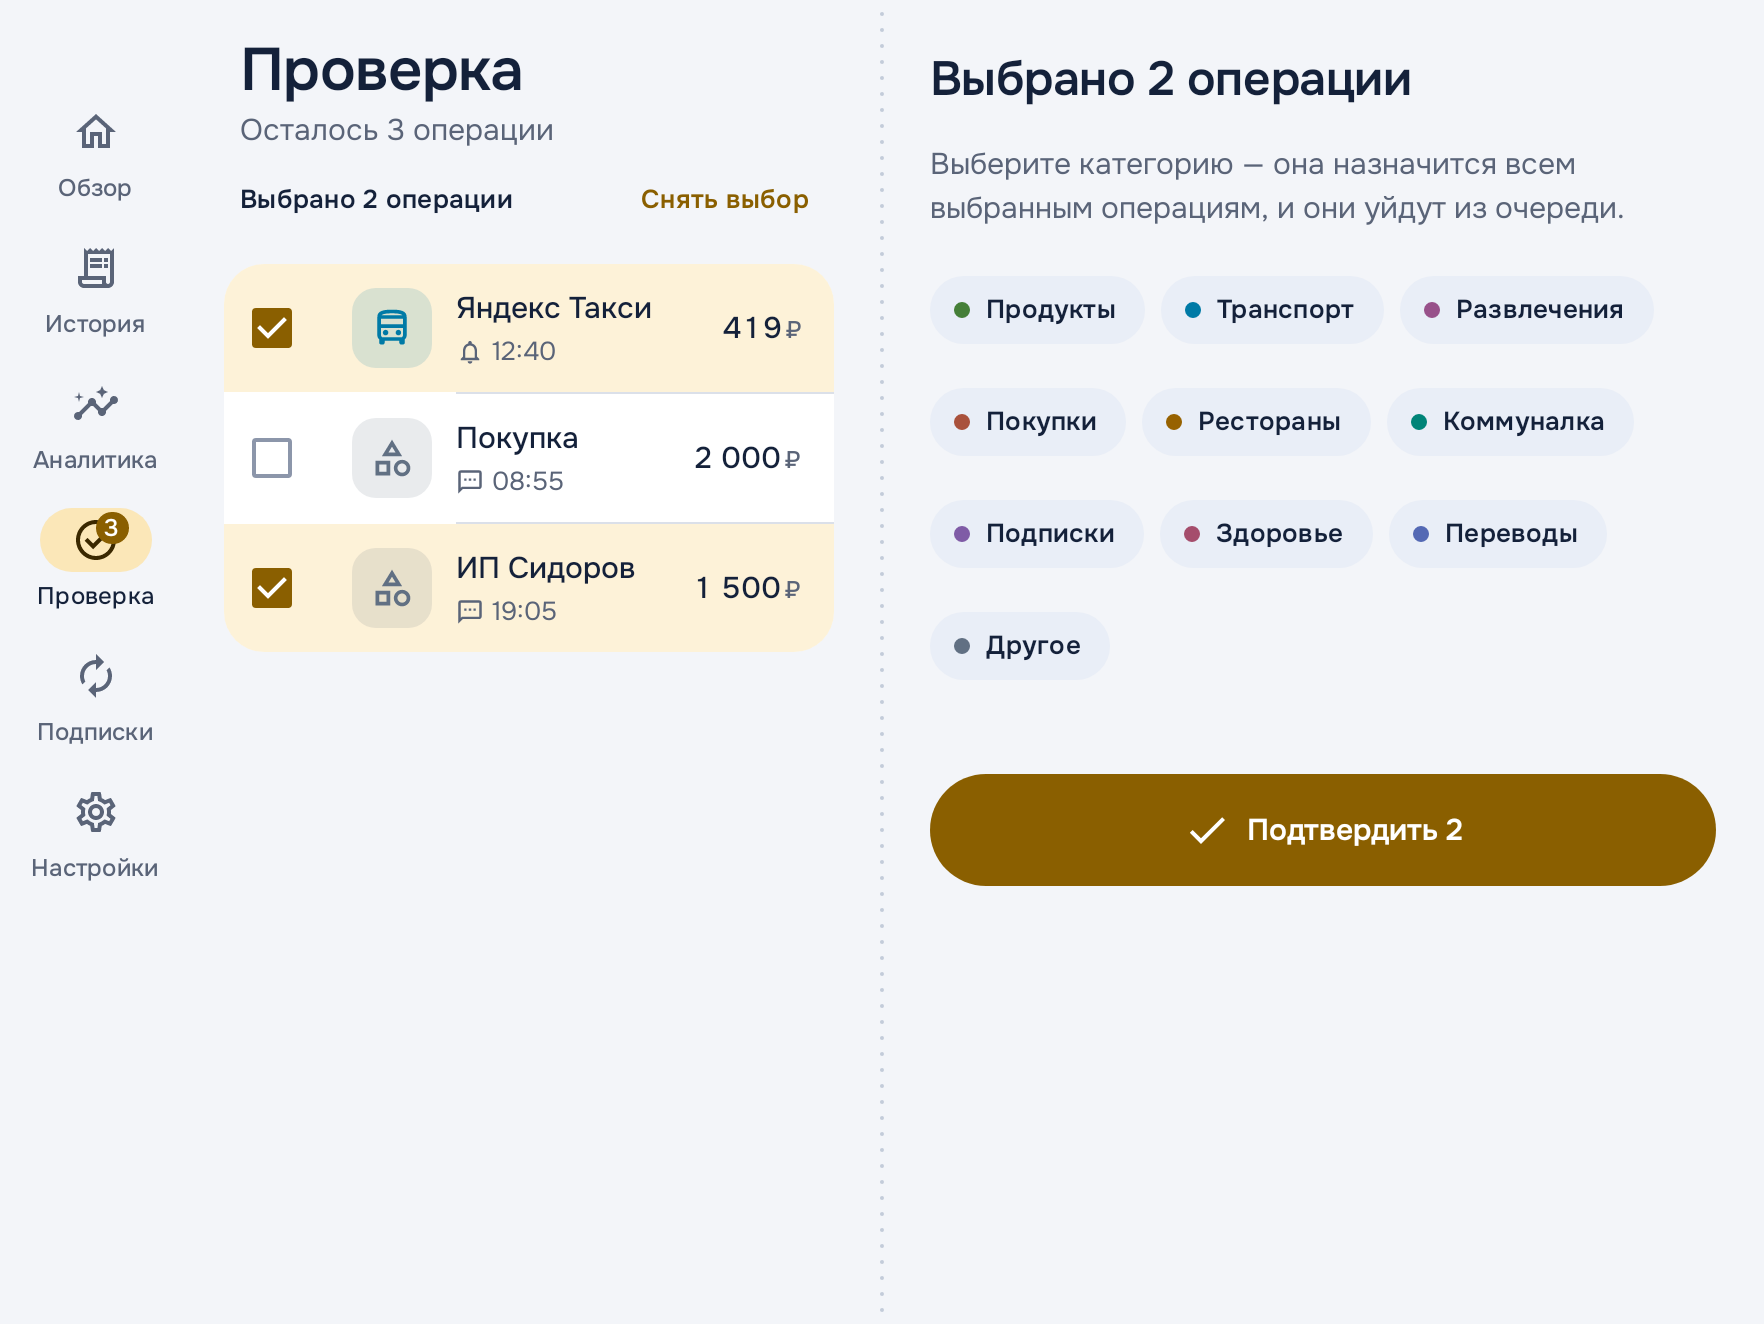 Обзор
История
Аналитика
3
Проверка
Подписки
Настройки
Проверка
Осталось 3 операции
Выбрано 2 операции
Снять выбор
Яндекс Такси
12:40
419 ₽
Покупка
08:55
2 000 ₽
ИП Сидоров
19:05
1 500 ₽
Выбрано 2 операции
Выберите категорию — она назначится всем
выбранным операциям, и они уйдут из очереди.
Продукты
Транспорт
Развлечения
Покупки
Рестораны
Коммуналка
Подписки
Здоровье
Переводы
Другое
Подтвердить 2